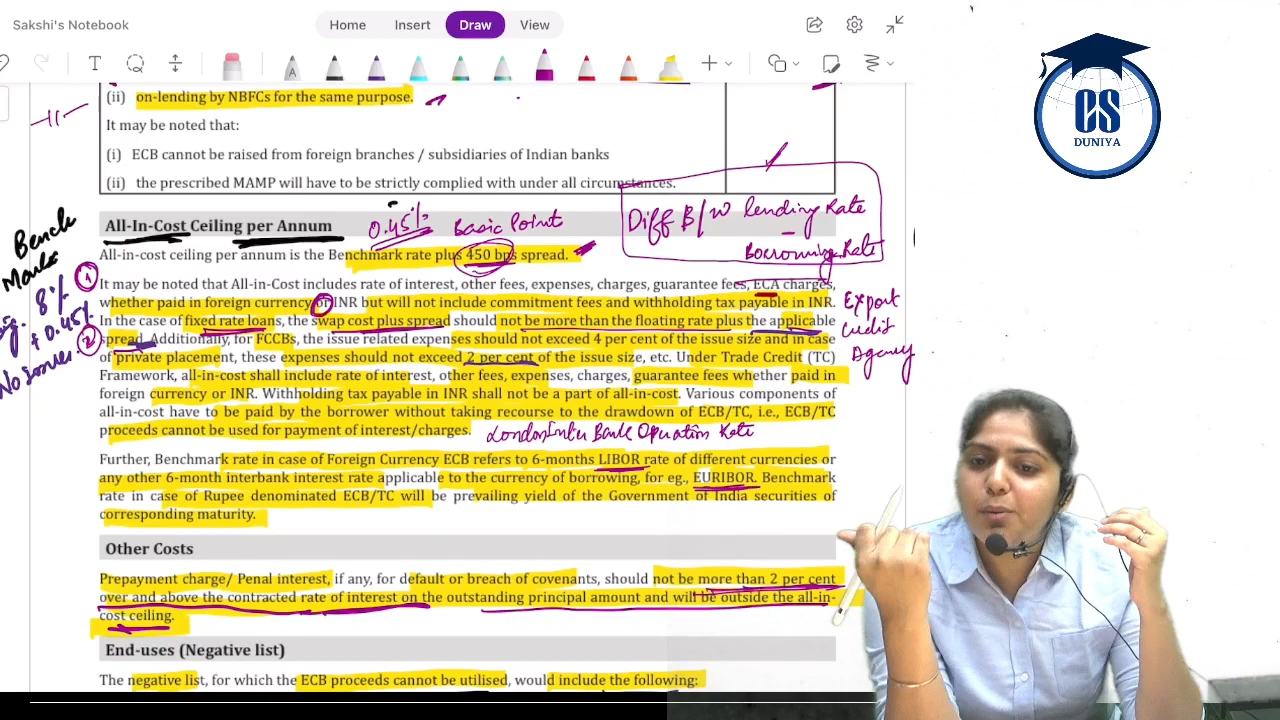 Sakshi's Notebook
Home Insert Draw View
CS
DUNIYA
(ii) on-lending by NBFCs for the same purpose.
It may be noted that:
(i) ECB cannot be raised from foreign branches / subsidiaries of Indian banks
(ii) the prescribed MAMP will have to be strictly complied with under all circumstances.
Diff B/w lending Rate
Borrowing Rate
All-In-Cost Ceiling per Annum
0.45% Basic Point
Bench
Mark
All-in-cost ceiling per annum is the Benchmark rate plus 450 bps spread.
1
It may be noted that All-in-Cost includes rate of interest, other fees, expenses, charges, guarantee fees, ECA charges,
whether paid in foreign currency or INR but will not include commitment fees and withholding tax payable in INR.
In the case of fixed rate loans, the swap cost plus spread should not be more than the floating rate plus the applicable
spread. Additionally, for FCCBs, the issue related expenses should not exceed 4 per cent of the issue size and in case
of private placement, these expenses should not exceed 2 per cent of the issue size, etc. Under Trade Credit (TC)
Framework, all-in-cost shall include rate of interest, other fees, expenses, charges, guarantee fees whether paid in
foreign currency or INR. Withholding tax payable in INR shall not be a part of all-in-cost. Various components of
all-in-cost have to be paid by the borrower without taking recourse to the drawdown of ECB/TC, i.e., ECB/TC
proceeds cannot be used for payment of interest/charges.
eg. 8%
+ 0.45%
2
Export
Credit
Agency
London Inter Bank Operation Rate
Further, Benchmark rate in case of Foreign Currency ECB refers to 6-months LIBOR rate of different currencies or
any other 6-month interbank interest rate applicable to the currency of borrowing, for eg., EURIBOR. Benchmark
rate in case of Rupee denominated ECB/TC will be prevailing yield of the Government of India securities of
corresponding maturity.
Other Costs
Prepayment charge/ Penal interest, if any, for default or breach of covenants, should not be more than 2 per cent
over and above the contracted rate of interest on the outstanding principal amount and will be outside the all-in-
cost ceiling.
End-uses (Negative list)
The negative list, for which the ECB proceeds cannot be utilised, would include the following: